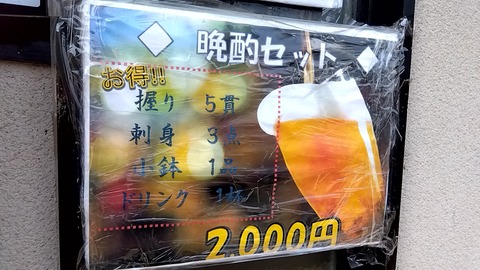 ◆ 晩酌セット ◆
お得!!
握り 5貫
刺身 3点
小鉢 1品
ドリンク 1杯
2,000円